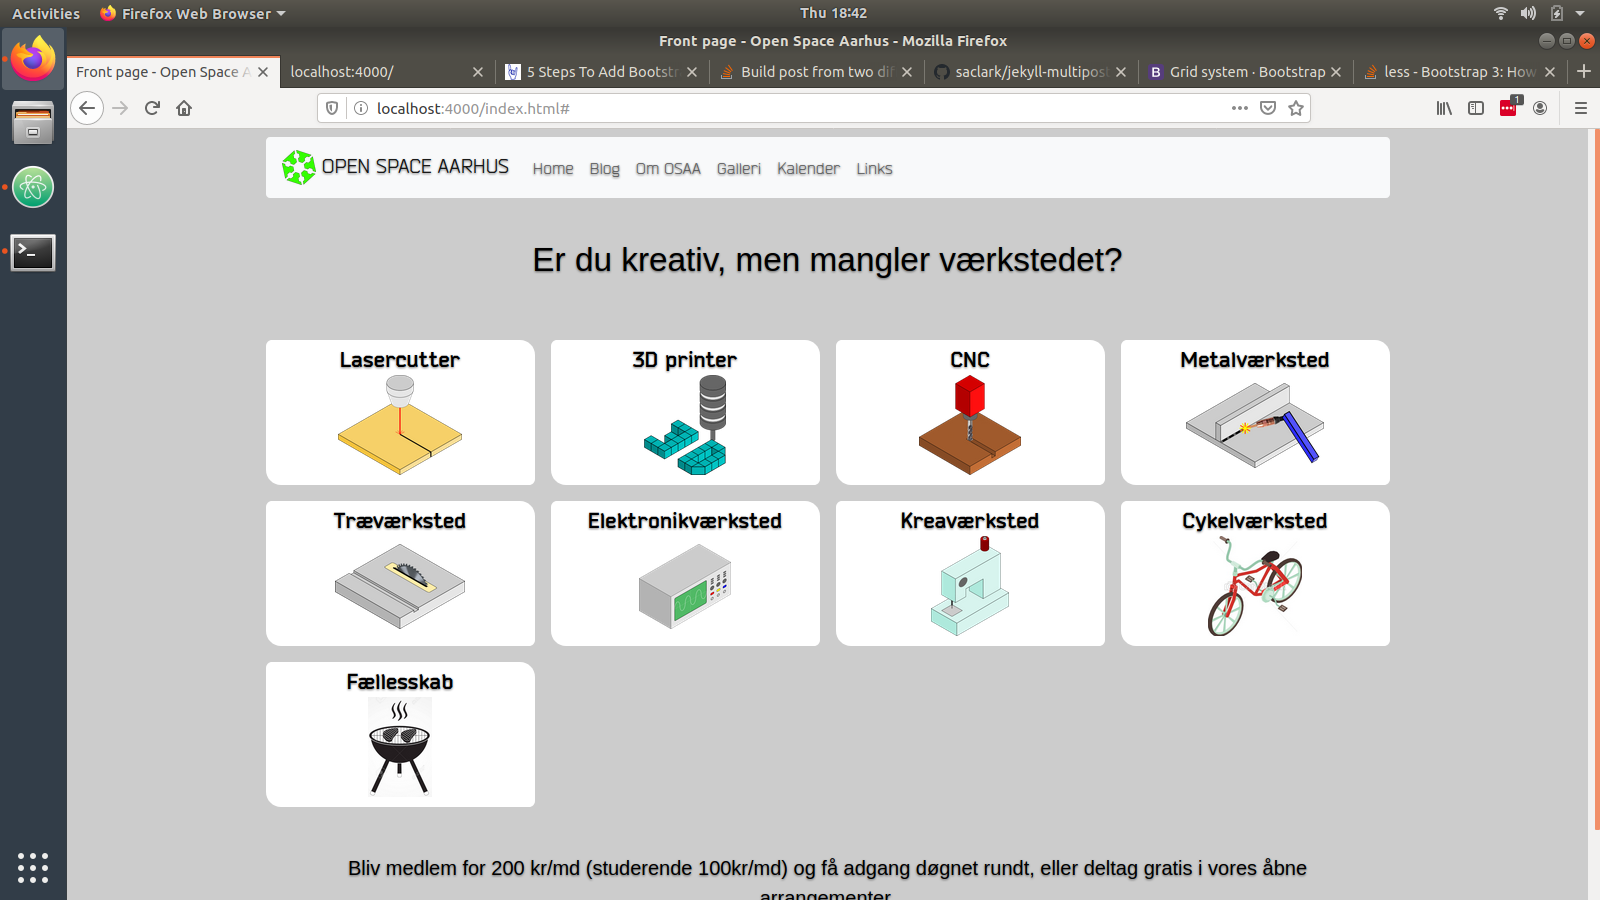 Activities
Firefox Web Browser
Thu 18:42
Front page - Open Space Aarhus - Mozilla Firefox
Front page - Open Space A
localhost:4000/
5 Steps To Add Bootstr
Build post from two dif
saclark/jekyll-multipost
Grid system · Bootstrap
less - Bootstrap 3: How
localhost:4000/index.html#
1
OPEN SPACE AARHUS
Home
Blog
Om OSAA
Galleri
Kalender
Links
Er du kreativ, men mangler værkstedet?
Lasercutter
3D printer
CNC
Metalværksted
Træværksted
Elektronikværksted
Kreaværksted
Cykelværksted
Fællesskab
Bliv medlem for 200 kr/md (studerende 100kr/md) og få adgang døgnet rundt, eller deltag gratis i vores åbne
arrangementer